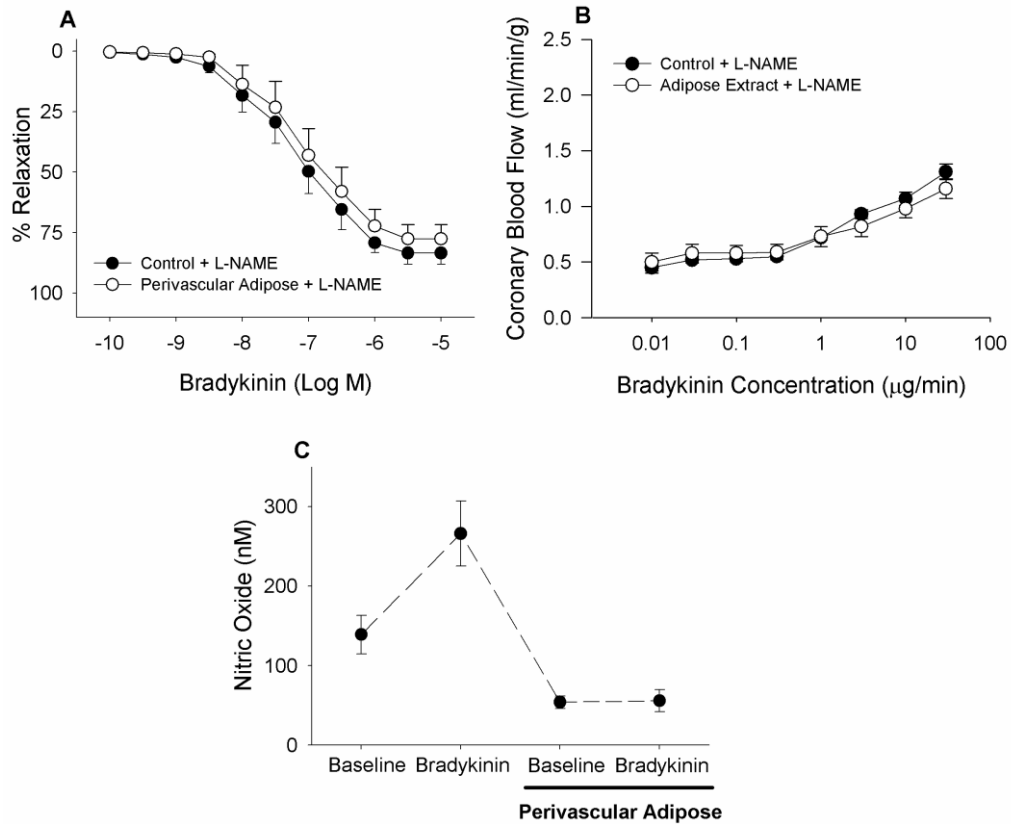 A
0
25
50
75
100
% Relaxation
Control + L-NAME
Perivascular Adipose + L-NAME
-10 -9 -8 -7 -6 -5
Bradykinin (Log M)
B
2.5
2.0
1.5
1.0
0.5
0.0
Coronary Blood Flow (ml/min/g)
Control + L-NAME
Adipose Extract + L-NAME
0.01 0.1 1 10 100
Bradykinin Concentration (μg/min)
C
300
200
100
0
Nitric Oxide (nM)
Baseline Bradykinin Baseline Bradykinin
Perivascular Adipose